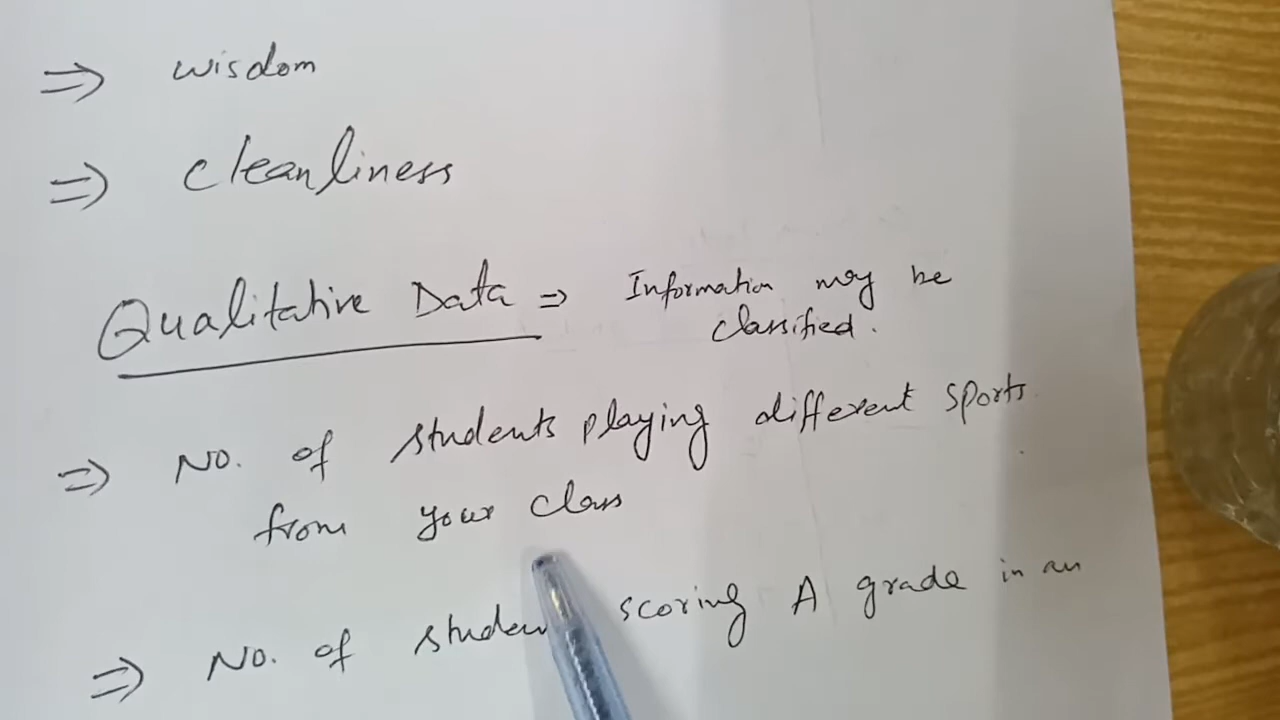 ⇒ wisdom
⇒ cleanliness
Qualitative Data ⇒ Information may be
classified.
⇒ No. of students playing different sports
from your class
⇒ No. of studen scoring A grade in an